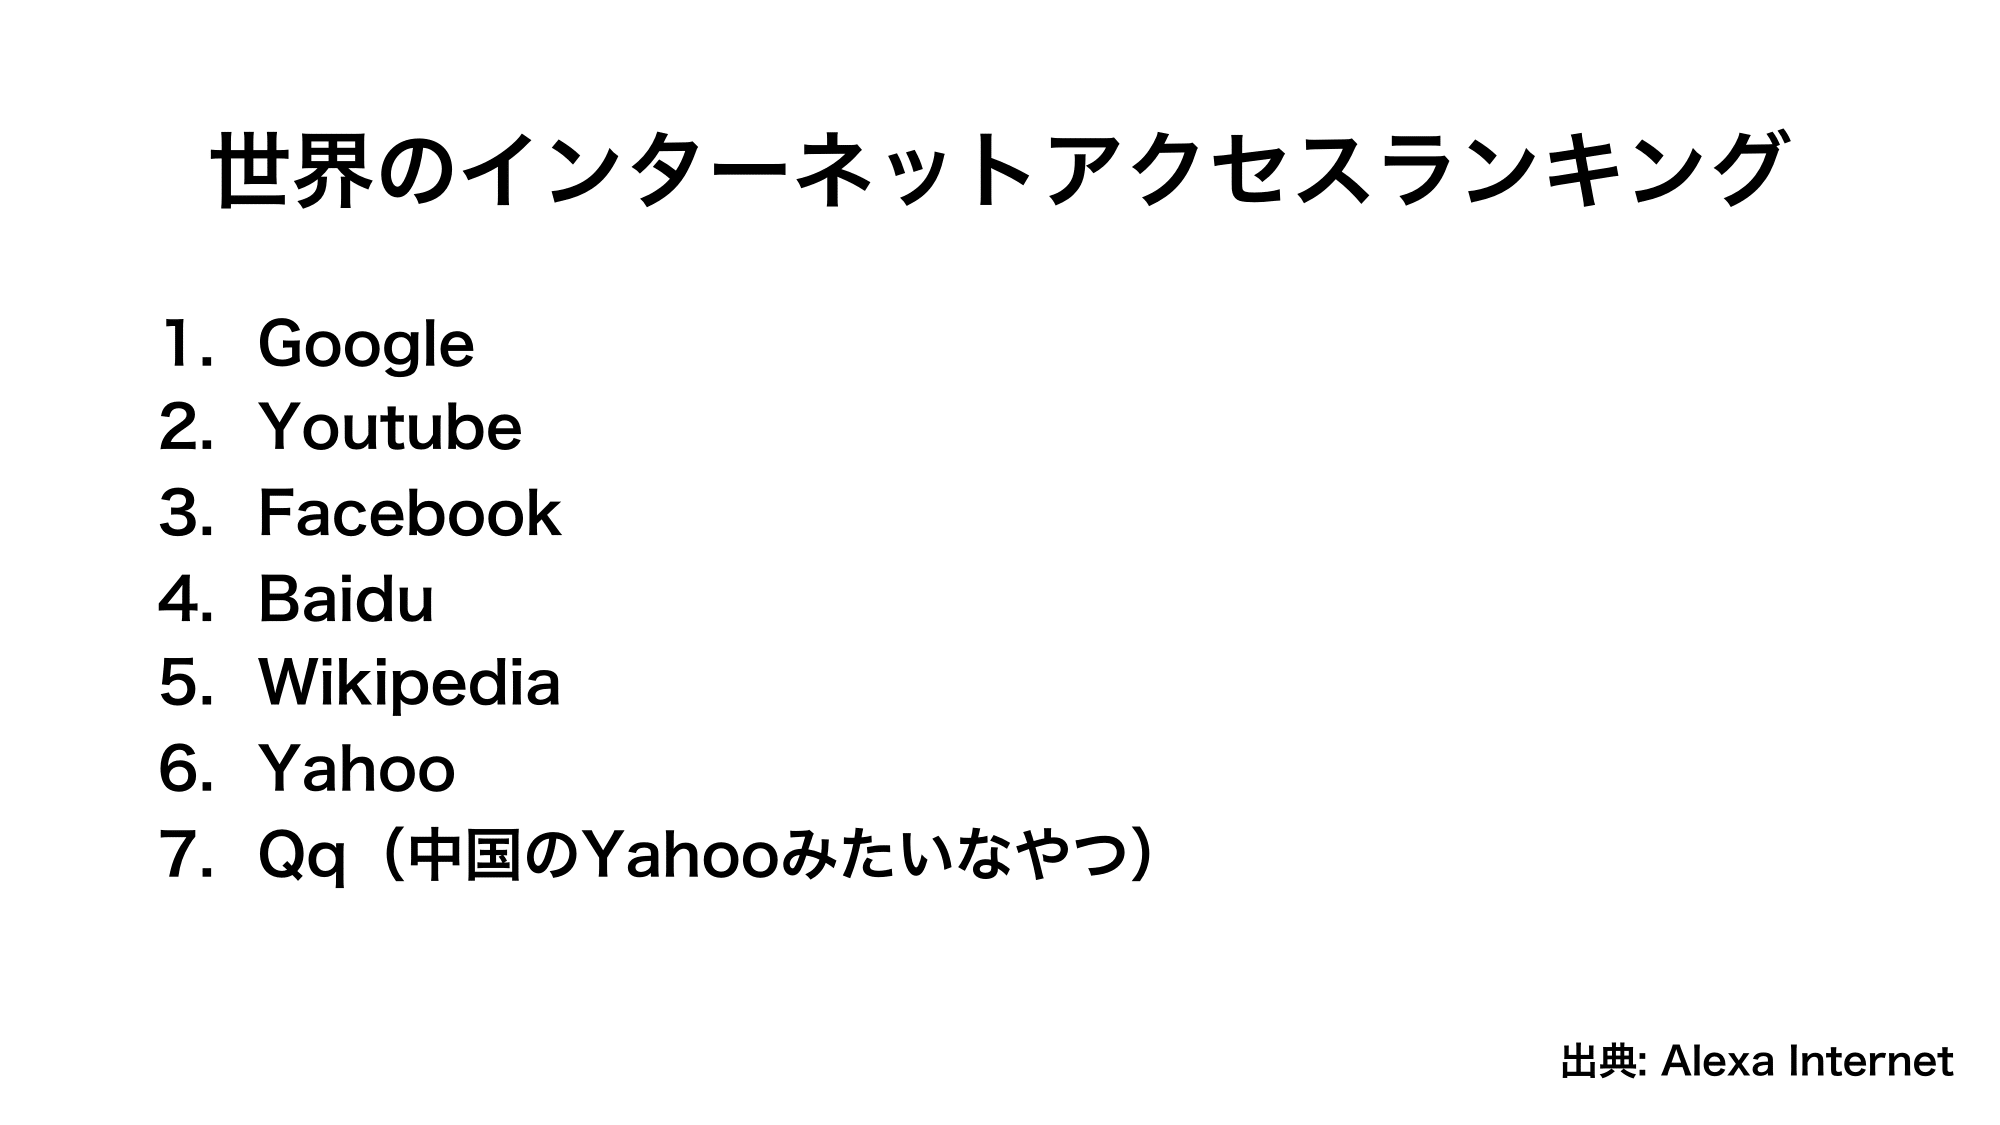 世界のインターネットアクセスランキング
1. Google
2. Youtube
3. Facebook
4. Baidu
5. Wikipedia
6. Yahoo
7. Qq（中国のYahooみたいなやつ）
出典: Alexa Internet